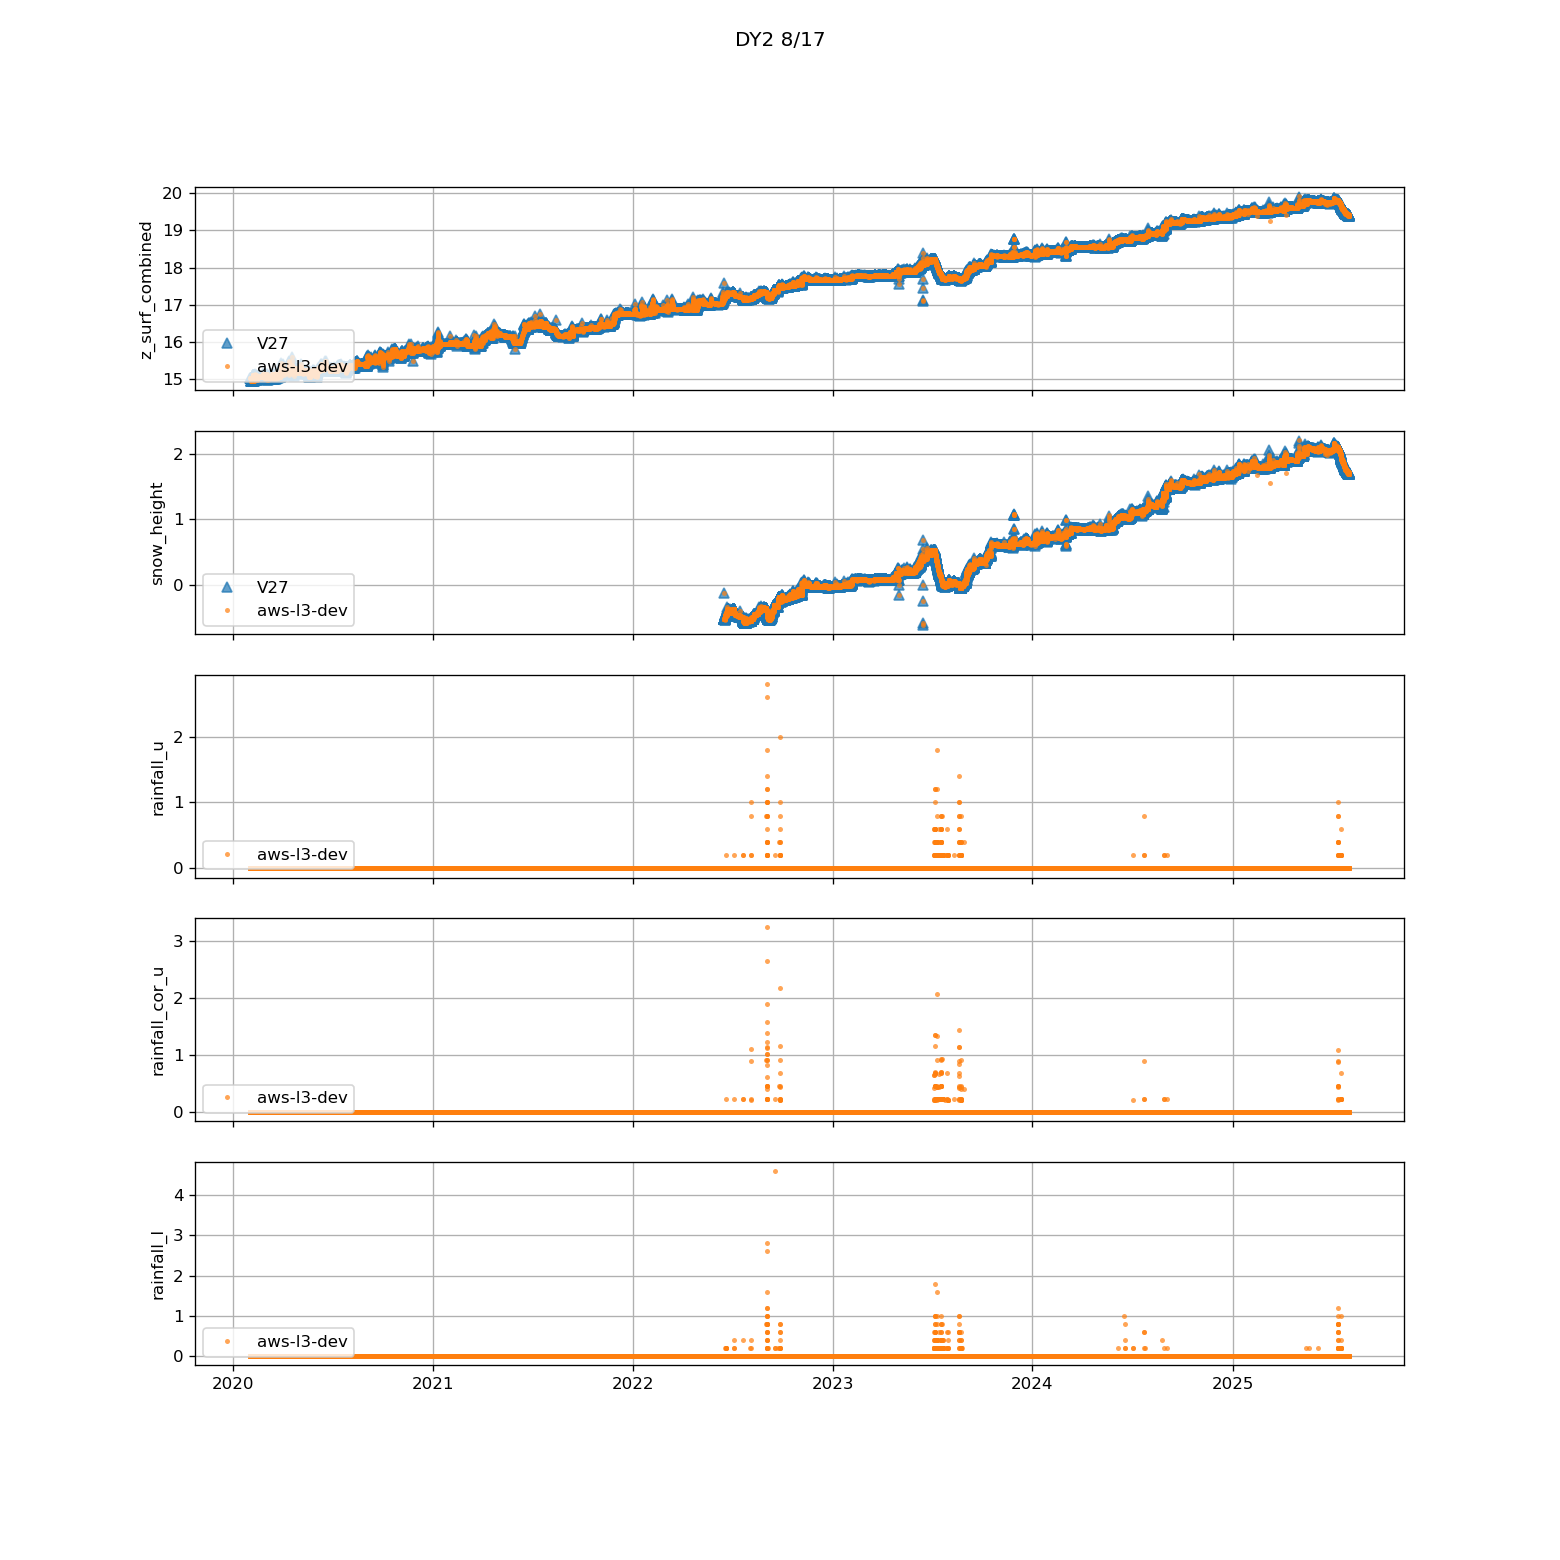 DY2 8/17
z_surf_combined
20
19
18
17
16
15
V27
aws-l3-dev
snow_height
2
1
0
V27
aws-l3-dev
rainfall_u
2
1
0
aws-l3-dev
rainfall_cor_u
3
2
1
0
aws-l3-dev
rainfall_l
4
3
2
1
0
aws-l3-dev
2020 2021 2022 2023 2024 2025